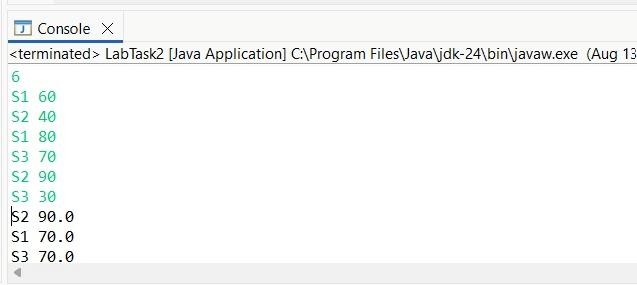 Console
<terminated> LabTask2 [Java Application] C:\Program Files\Java\jdk-24\bin\javaw.exe (Aug 13
6
S1 60
S2 40
S1 80
S3 70
S2 90
S3 30
S2 90.0
S1 70.0
S3 70.0